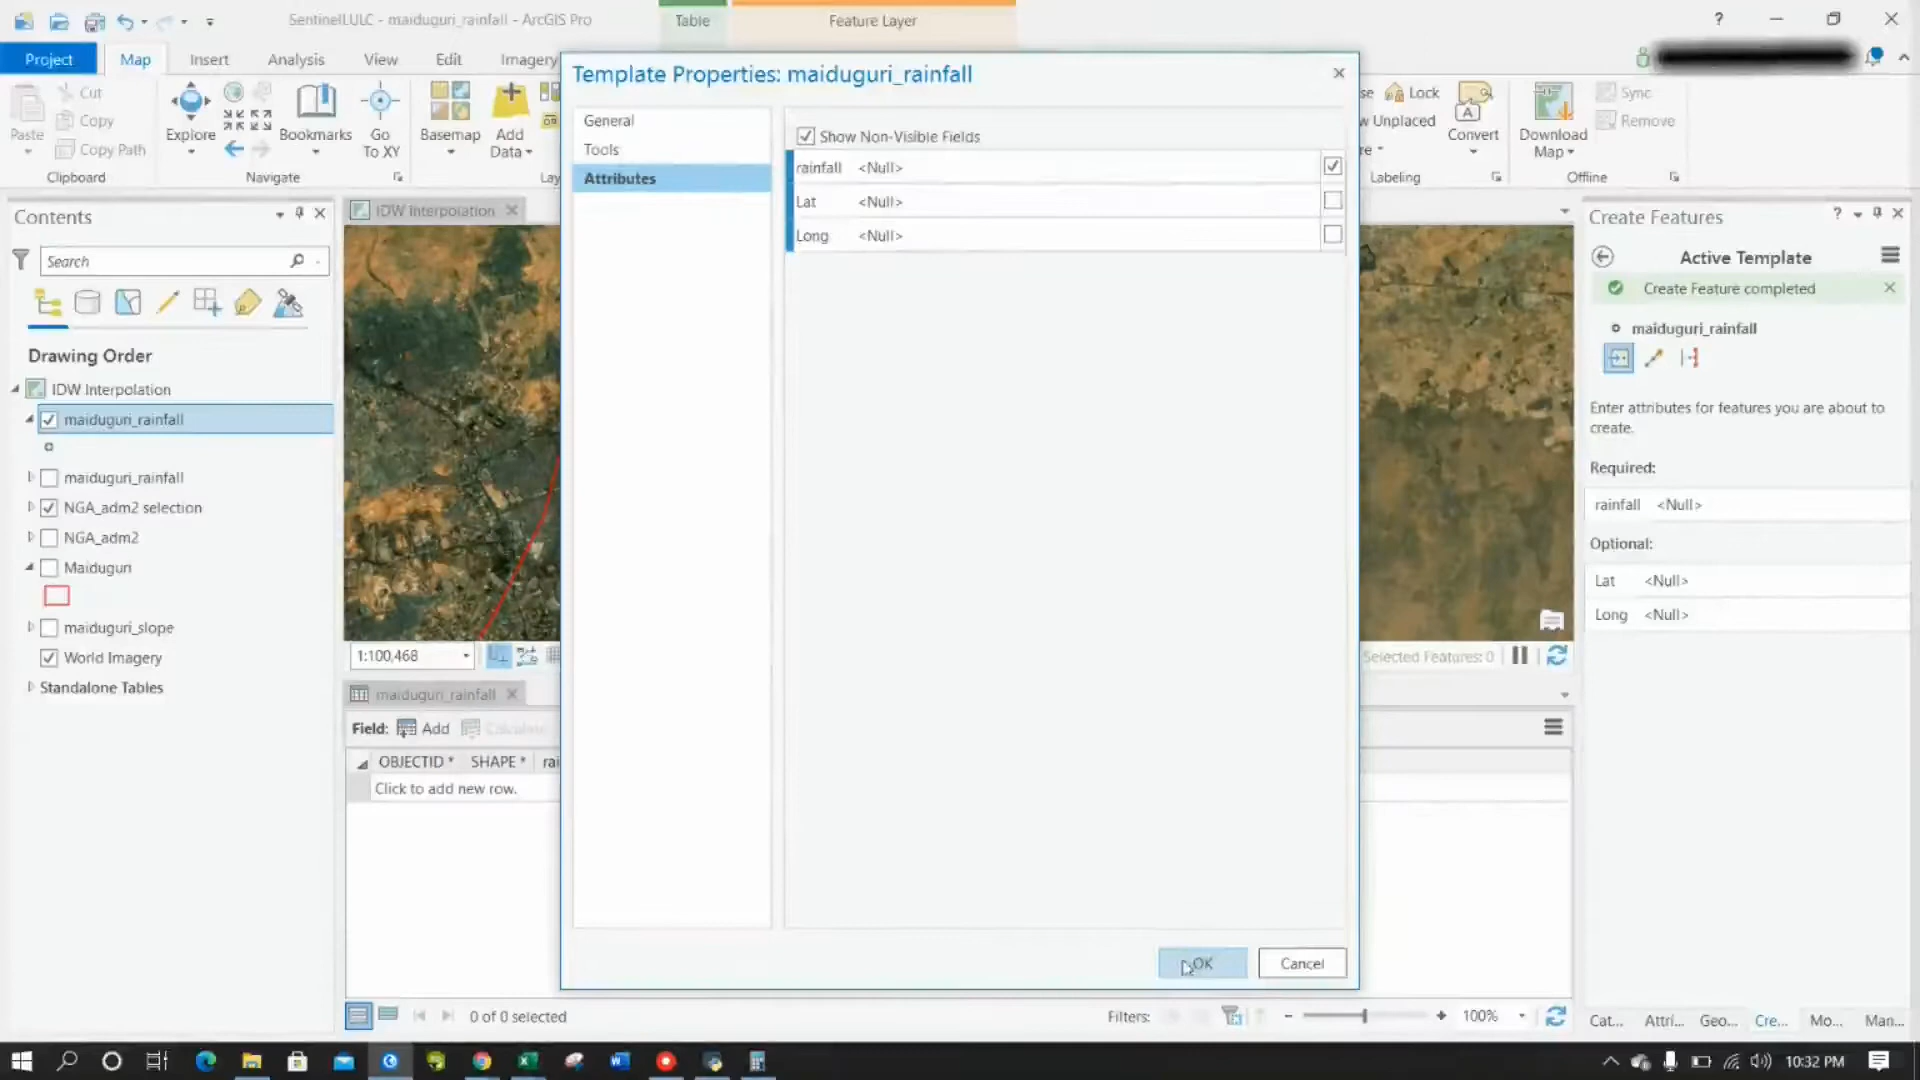 SentinelLULC - maiduguri_rainfall - ArcGIS Pro
Table
Feature Layer
?
Project
Map
Insert
Analysis
View
Edit
Imagery
Paste
Cut
Copy
Copy Path
Clipboard
Explore
Bookmarks
Go
To XY
Navigate
Basemap
Add
Data
Lay
Lock
Unplaced
Convert
Labeling
Download
Map
Sync
Remove
Offline
Template Properties: maiduguri_rainfall
General
Tools
Attributes
Show Non-Visible Fields
rainfall <Null>
Lat <Null>
Long <Null>
OK
Cancel
Contents
Search
Drawing Order
IDW Interpolation
maiduguri_rainfall
maiduguri_rainfall
NGA_adm2 selection
NGA_adm2
Maiduguri
maiduguri_slope
World Imagery
Standalone Tables
IDW Interpolation
1:100,468
Selected Features: 0
maiduguri_rainfall
Field: Add Calculate
OBJECTID * SHAPE * rai
Click to add new row.
0 of 0 selected
Filters:
100%
Create Features
?
Active Template
Create Feature completed
maiduguri_rainfall
Enter attributes for features you are about to
create.
Required:
rainfall <Null>
Optional:
Lat <Null>
Long <Null>
Cat... Attri... Geo... Cre... Mo... Man...
10:32 PM